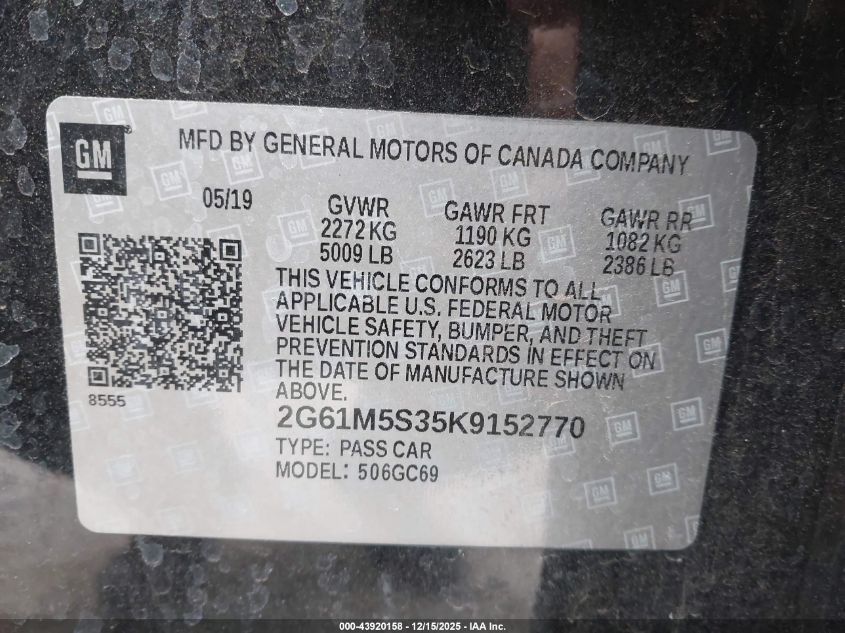 GM
MFD BY GENERAL MOTORS OF CANADA COMPANY
05/19
GVWR
2272 KG
5009 LB
GAWR FRT
1190 KG
2623 LB
GAWR RR
1082 KG
2386 LB
THIS VEHICLE CONFORMS TO ALL
APPLICABLE U.S. FEDERAL MOTOR
VEHICLE SAFETY, BUMPER, AND THEFT
PREVENTION STANDARDS IN EFFECT ON
THE DATE OF MANUFACTURE SHOWN
ABOVE.
8555
2G61M5S35K9152770
TYPE: PASS CAR
MODEL: 506GC69
000-43920158 - 12/15/2025 - IAA Inc.